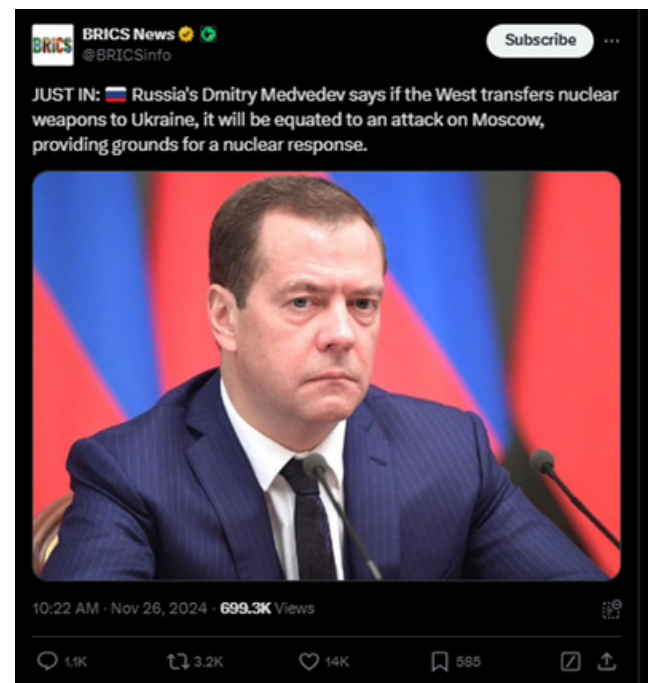 BRICS
BRICS News
@BRICSinfo
Subscribe
JUST IN: 🇷🇺 Russia's Dmitry Medvedev says if the West transfers nuclear
weapons to Ukraine, it will be equated to an attack on Moscow,
providing grounds for a nuclear response.
10:22 AM · Nov 26, 2024 · 699.3K Views
1.1K 3.2K 14K 585